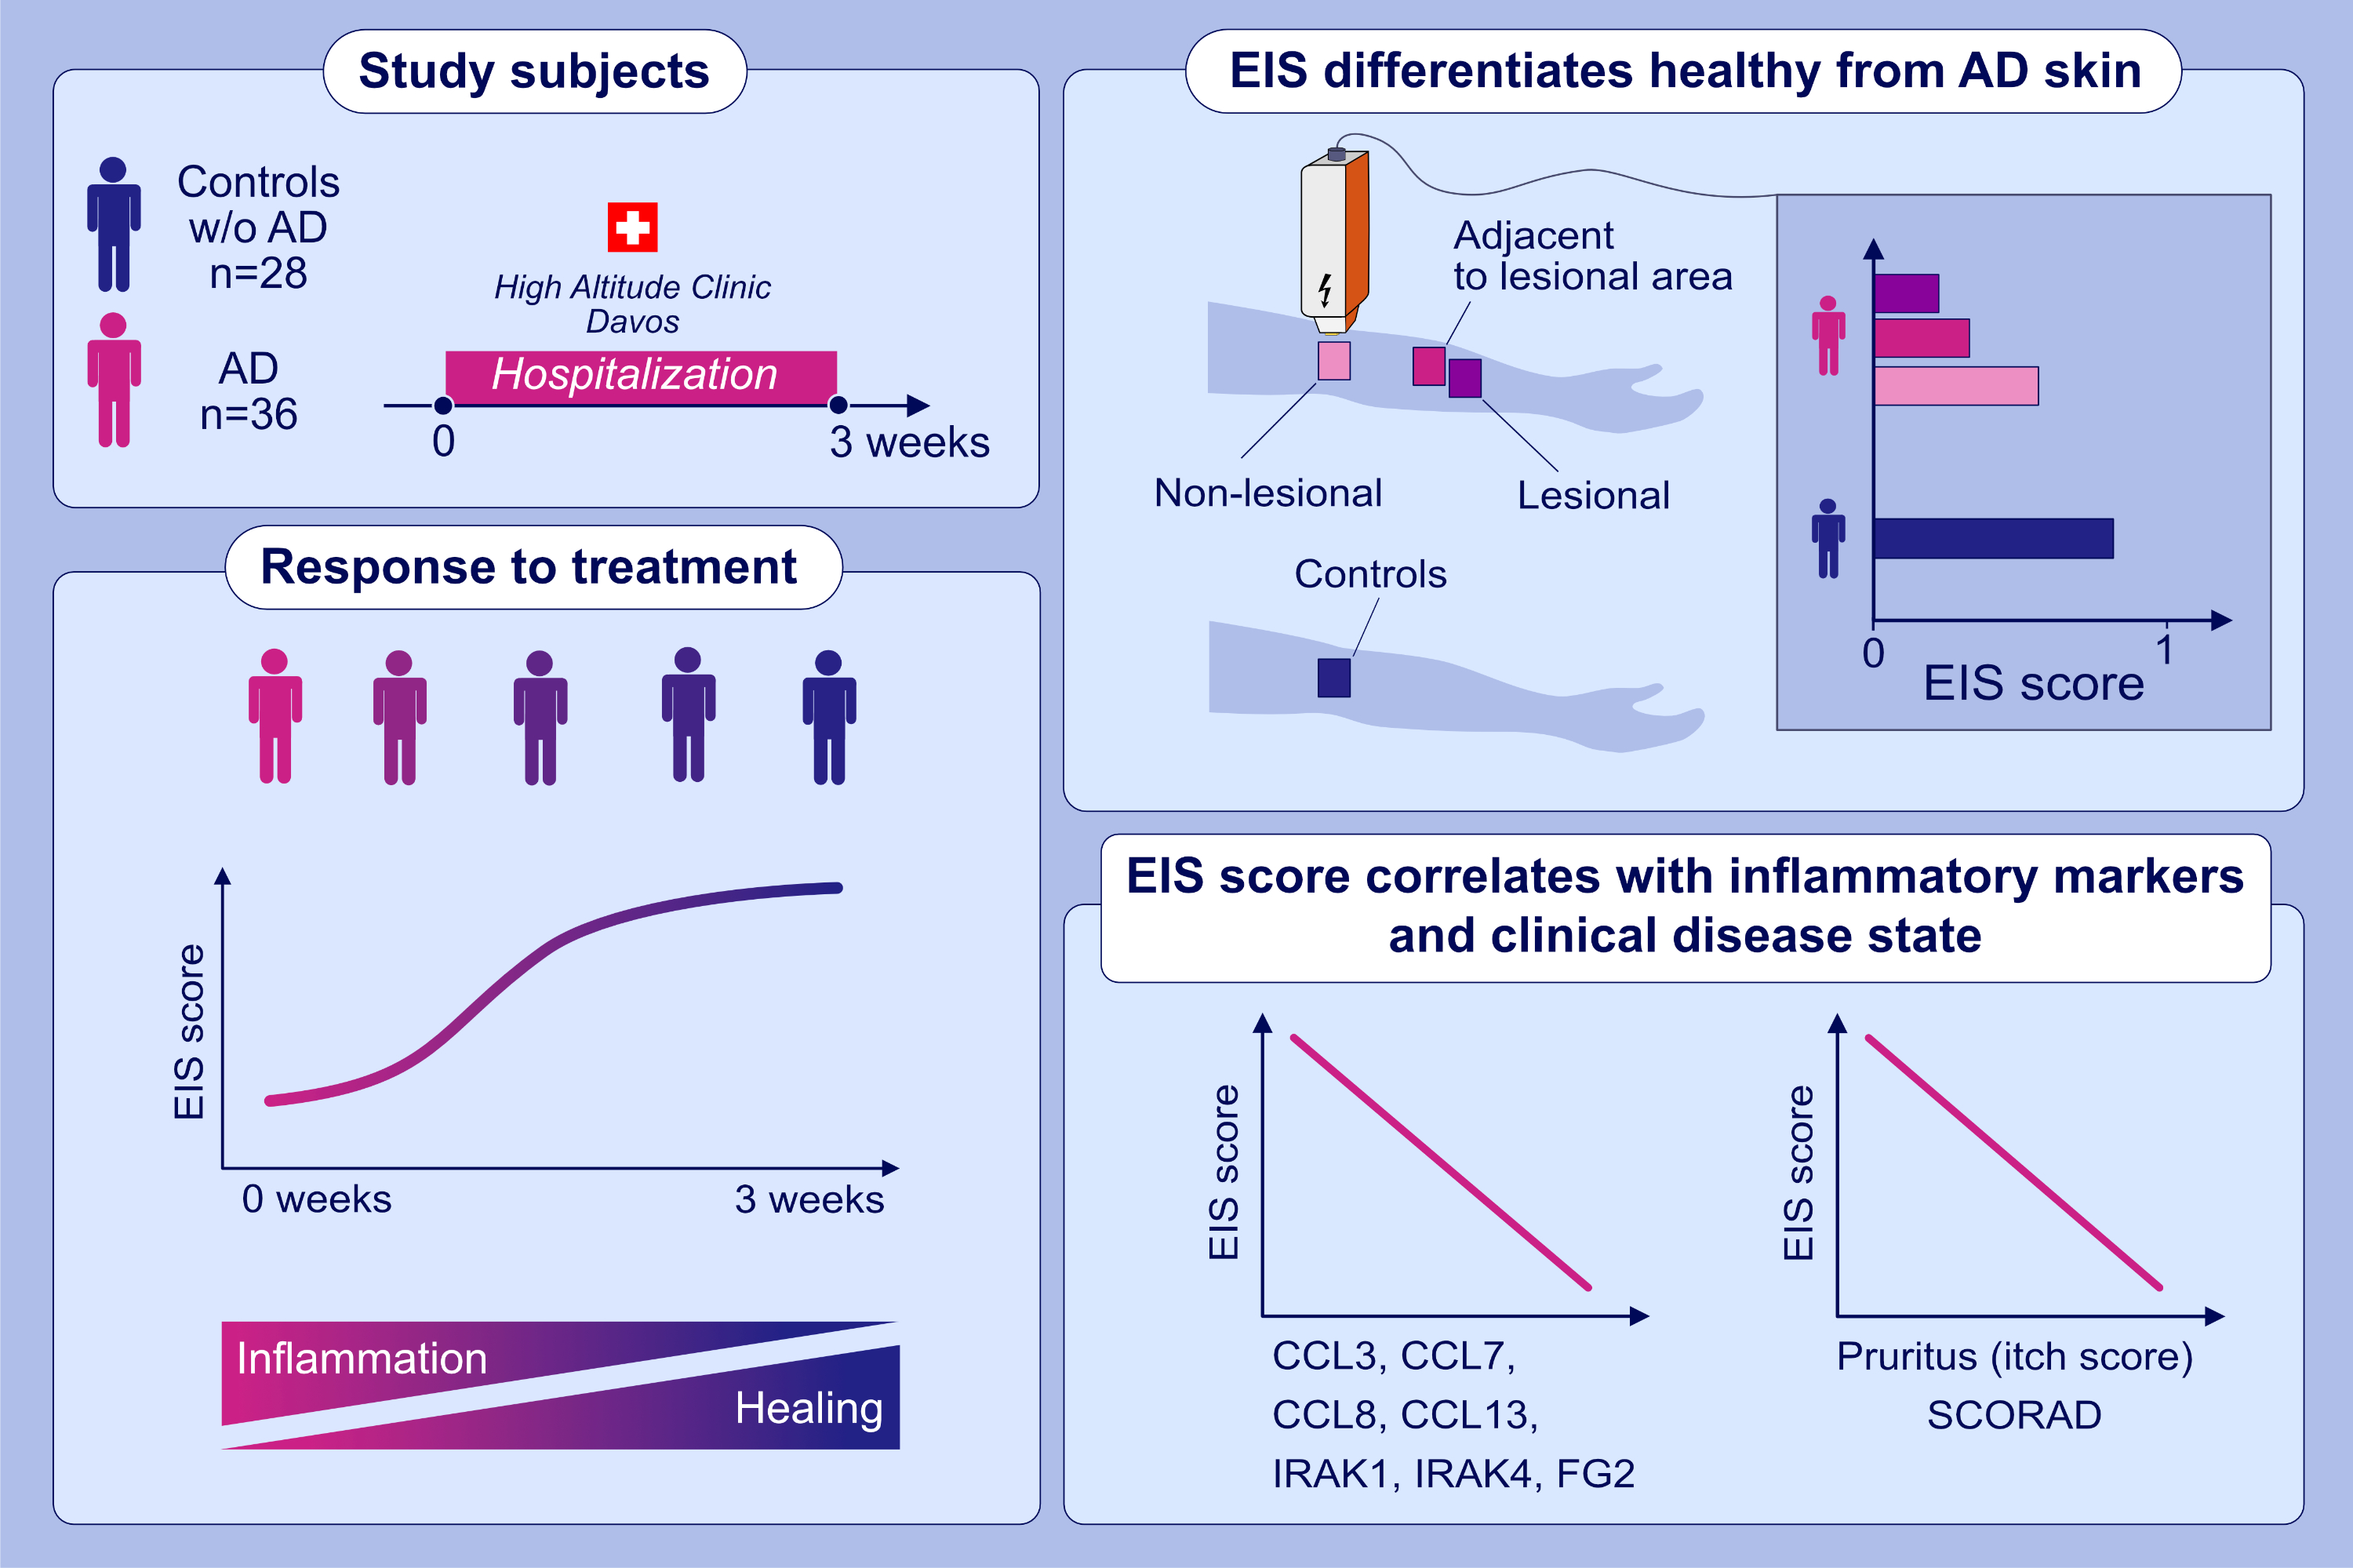 Study subjects
Controls
w/o AD
n=28
AD
n=36
High Altitude Clinic
Davos
Hospitalization
0
3 weeks
EIS differentiates healthy from AD skin
Adjacent
to lesional area
Non-lesional
Lesional
Controls
0
1
EIS score
Response to treatment
EIS score
0 weeks
3 weeks
Inflammation
Healing
EIS score correlates with inflammatory markers
and clinical disease state
EIS score
CCL3, CCL7,
CCL8, CCL13,
IRAK1, IRAK4, FG2
EIS score
Pruritus (itch score)
SCORAD